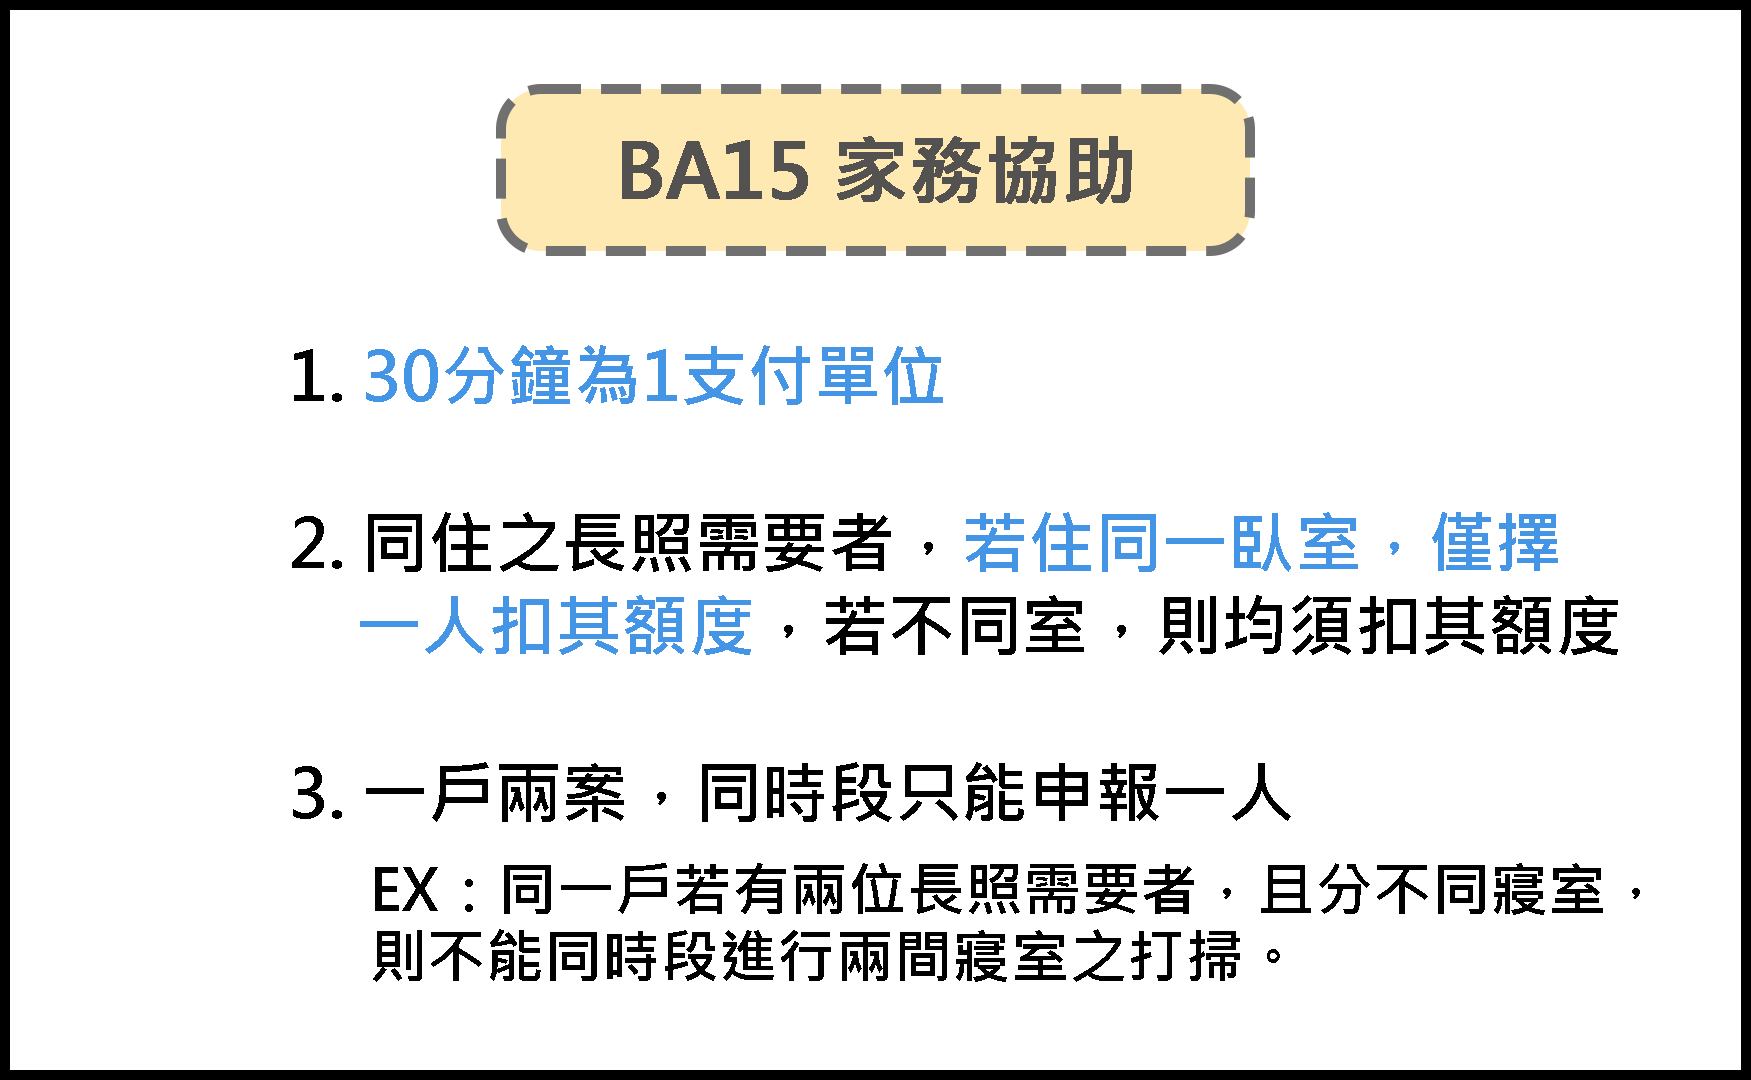 BA15 家務協助
1. 30分鐘為1支付單位
2. 同住之長照需要者，若住同一臥室，僅擇
一人扣其額度，若不同室，則均須扣其額度
3. 一戶兩案，同時段只能申報一人
EX：同一戶若有兩位長照需要者，且分不同寢室，
則不能同時段進行兩間寢室之打掃。